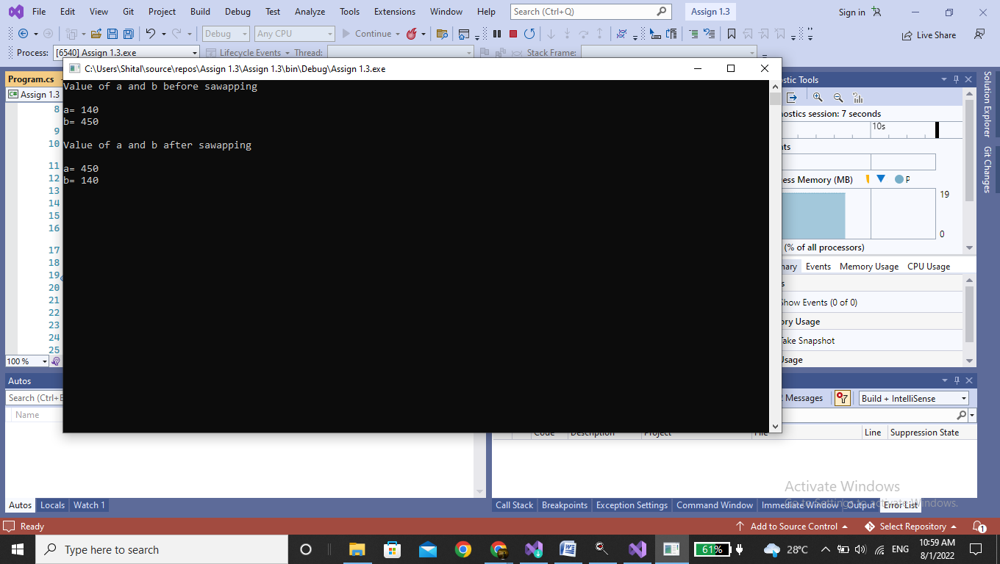 File Edit View Git Project Build Debug Test Analyze Tools Extensions Window Help Search (Ctrl+Q) Assign 1.3 Sign in
Debug Any CPU Continue Live Share
Process: [6540] Assign 1.3.exe Lifecycle Events Thread: Stack Frame:
C:\Users\Shital\source\repos\Assign 1.3\Assign 1.3\bin\Debug\Assign 1.3.exe
Program.cs
C# Assign 1.3
Value of a and b before sawapping
a= 140
b= 450
Value of a and b after sawapping
a= 450
b= 140
8
9
10
11
12
13
14
15
16
17
18
19
20
21
22
23
24
25
100 %
stic Tools
ostics session: 7 seconds
10s
nts
ess Memory (MB) P
19
0
(% of all processors)
nary Events Memory Usage CPU Usage
s
Show Events (0 of 0)
ory Usage
Take Snapshot
Usage
Solution Explorer
Git Changes
Autos
Search (Ctrl+E
Name
Messages Build + IntelliSense
Code Description Project File Line Suppression State
Activate Windows
Go to Settings to activate Windows.
Autos Locals Watch 1
Call Stack Breakpoints Exception Settings Command Window Immediate Window Output Error List
Ready Add to Source Control Select Repository 1
Type here to search 61% 28°C ENG 10:59 AM
8/1/2022